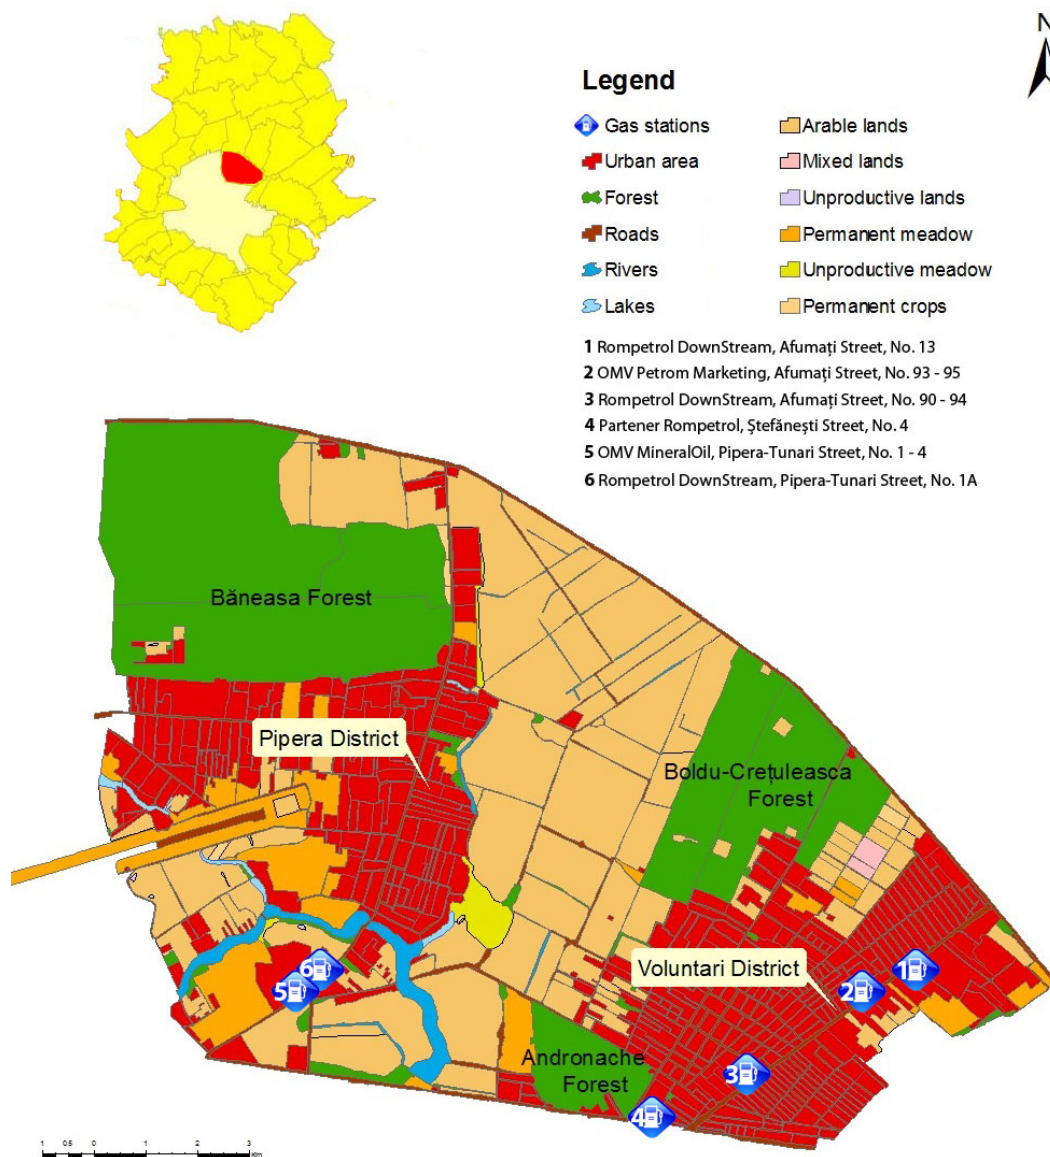 N
Legend
Gas stations
Urban area
Forest
Roads
Rivers
Lakes
Arable lands
Mixed lands
Unproductive lands
Permanent meadow
Unproductive meadow
Permanent crops
1 Rompetrol DownStream, Afumați Street, No. 13
2 OMV Petrom Marketing, Afumați Street, No. 93 - 95
3 Rompetrol DownStream, Afumați Street, No. 90 - 94
4 Partener Rompetrol, Ștefănești Street, No. 4
5 OMV MineralOil, Pipera-Tunari Street, No. 1 - 4
6 Rompetrol DownStream, Pipera-Tunari Street, No. 1A
Băneasa Forest
Pipera District
Boldu-Crețuleasca
Forest
Voluntari District
1
2
6
5
Andronache
Forest
3
4
1 0.5 0 1 2 3
Km